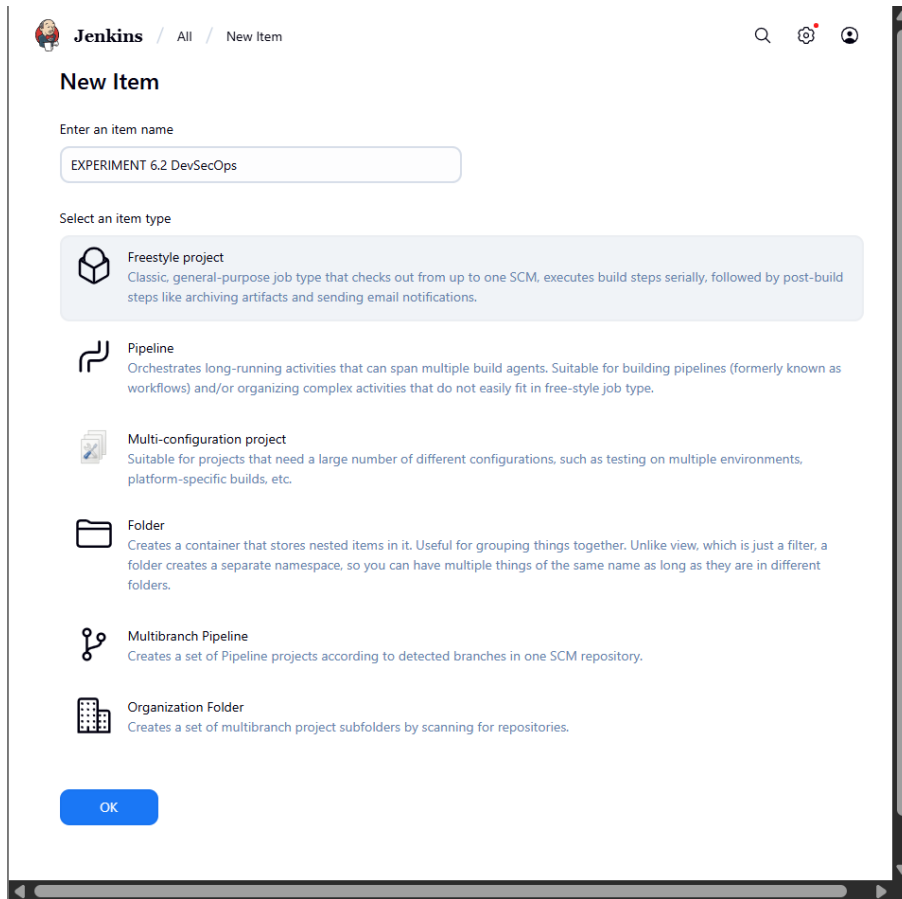 Jenkins / All / New Item
New Item
Enter an item name
EXPERIMENT 6.2 DevSecOps
Select an item type
Freestyle project
Classic, general-purpose job type that checks out from up to one SCM, executes build steps serially, followed by post-build
steps like archiving artifacts and sending email notifications.
Pipeline
Orchestrates long-running activities that can span multiple build agents. Suitable for building pipelines (formerly known as
workflows) and/or organizing complex activities that do not easily fit in free-style job type.
Multi-configuration project
Suitable for projects that need a large number of different configurations, such as testing on multiple environments,
platform-specific builds, etc.
Folder
Creates a container that stores nested items in it. Useful for grouping things together. Unlike view, which is just a filter, a
folder creates a separate namespace, so you can have multiple things of the same name as long as they are in different
folders.
Multibranch Pipeline
Creates a set of Pipeline projects according to detected branches in one SCM repository.
Organization Folder
Creates a set of multibranch project subfolders by scanning for repositories.
OK